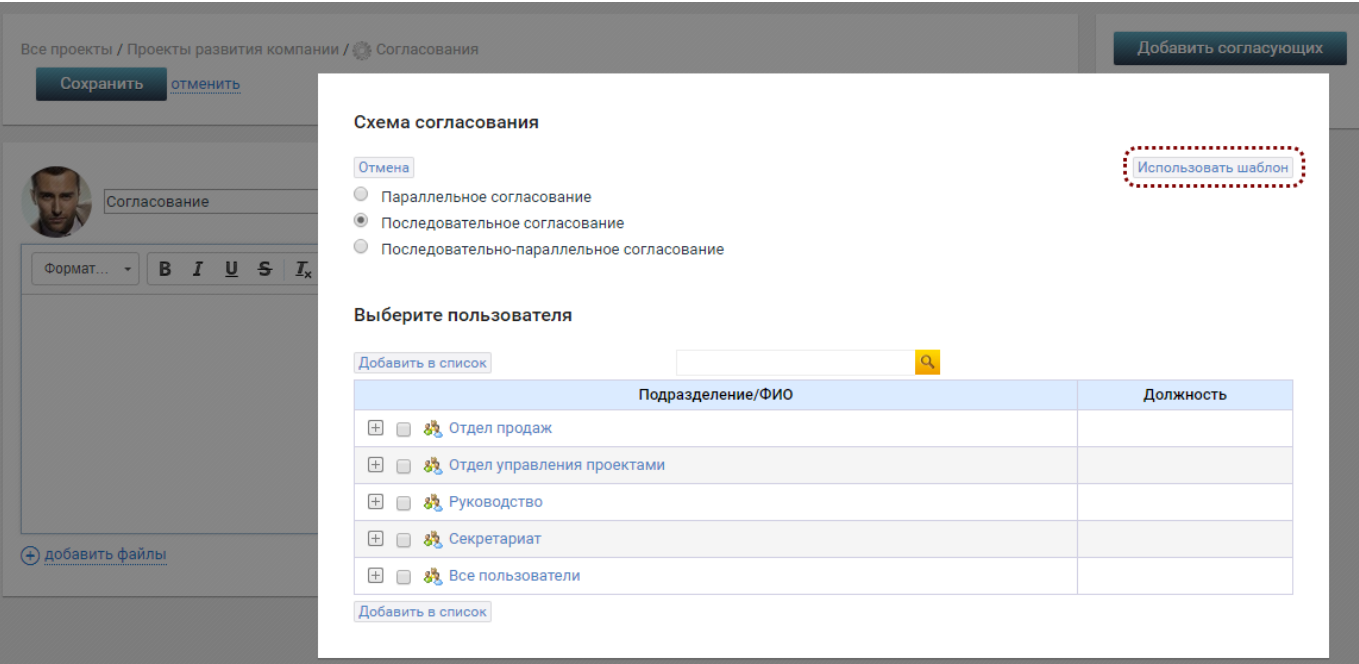 Все проекты / Проекты развития компании / Согласования
Добавить согласующих
Сохранить отменить
Схема согласования
Отмена
Использовать шаблон
Параллельное согласование
Согласование
Последовательное согласование
Последовательно-параллельное согласование
Формат... B I U S Tx
Выберите пользователя
Добавить в список
Подразделение/ФИО Должность
Отдел продаж
Отдел управления проектами
Руководство
Секретариат
добавить файлы
Все пользователи
Добавить в список